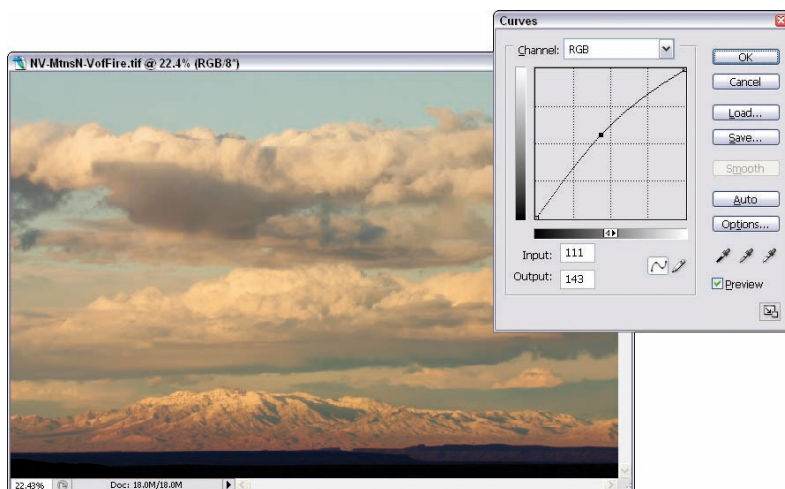 Curves
NV-MtnsN-VofFire.tif @ 22.4% (RGB/8*)
Channel: RGB
OK
Cancel
Load...
Save...
Smooth
Auto
Options...
Input: 111
Output: 143
Preview
22.43% Doc: 18.0M/18.0M